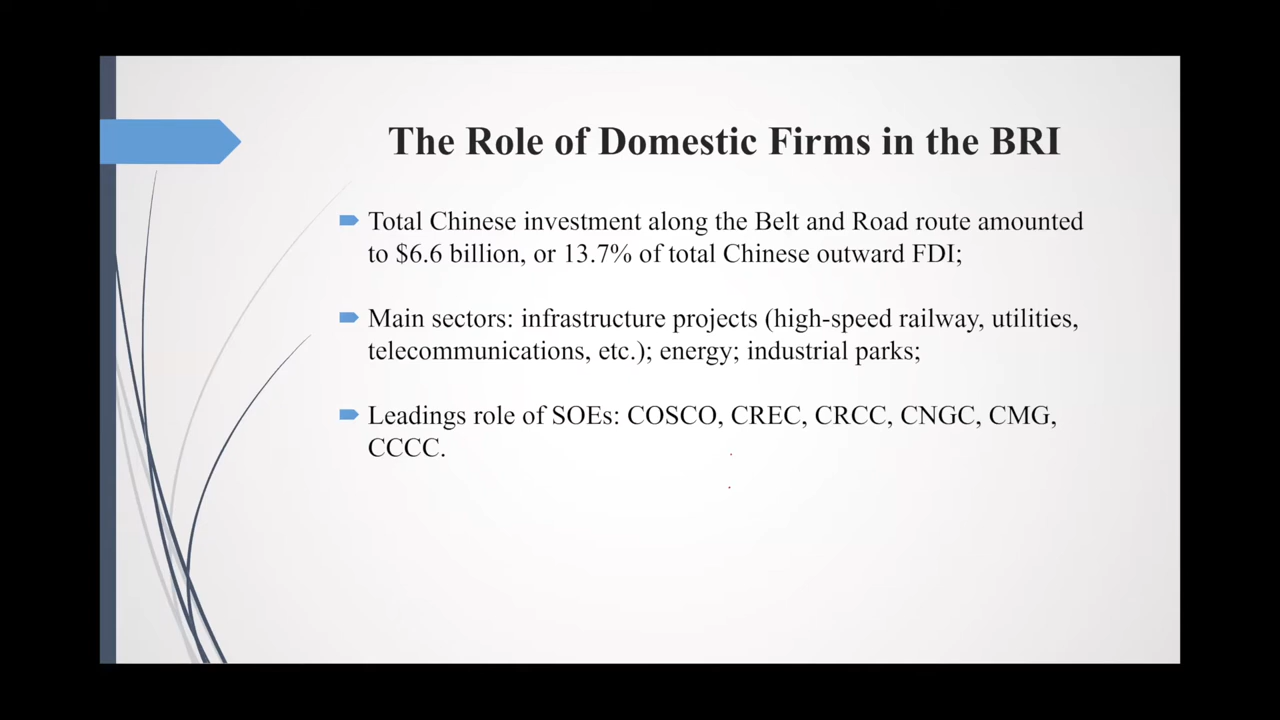 The Role of Domestic Firms in the BRI
Total Chinese investment along the Belt and Road route amounted
to $6.6 billion, or 13.7% of total Chinese outward FDI;
Main sectors: infrastructure projects (high-speed railway, utilities,
telecommunications, etc.); energy; industrial parks;
Leadings role of SOEs: COSCO, CREC, CRCC, CNGC, CMG,
CCCC.